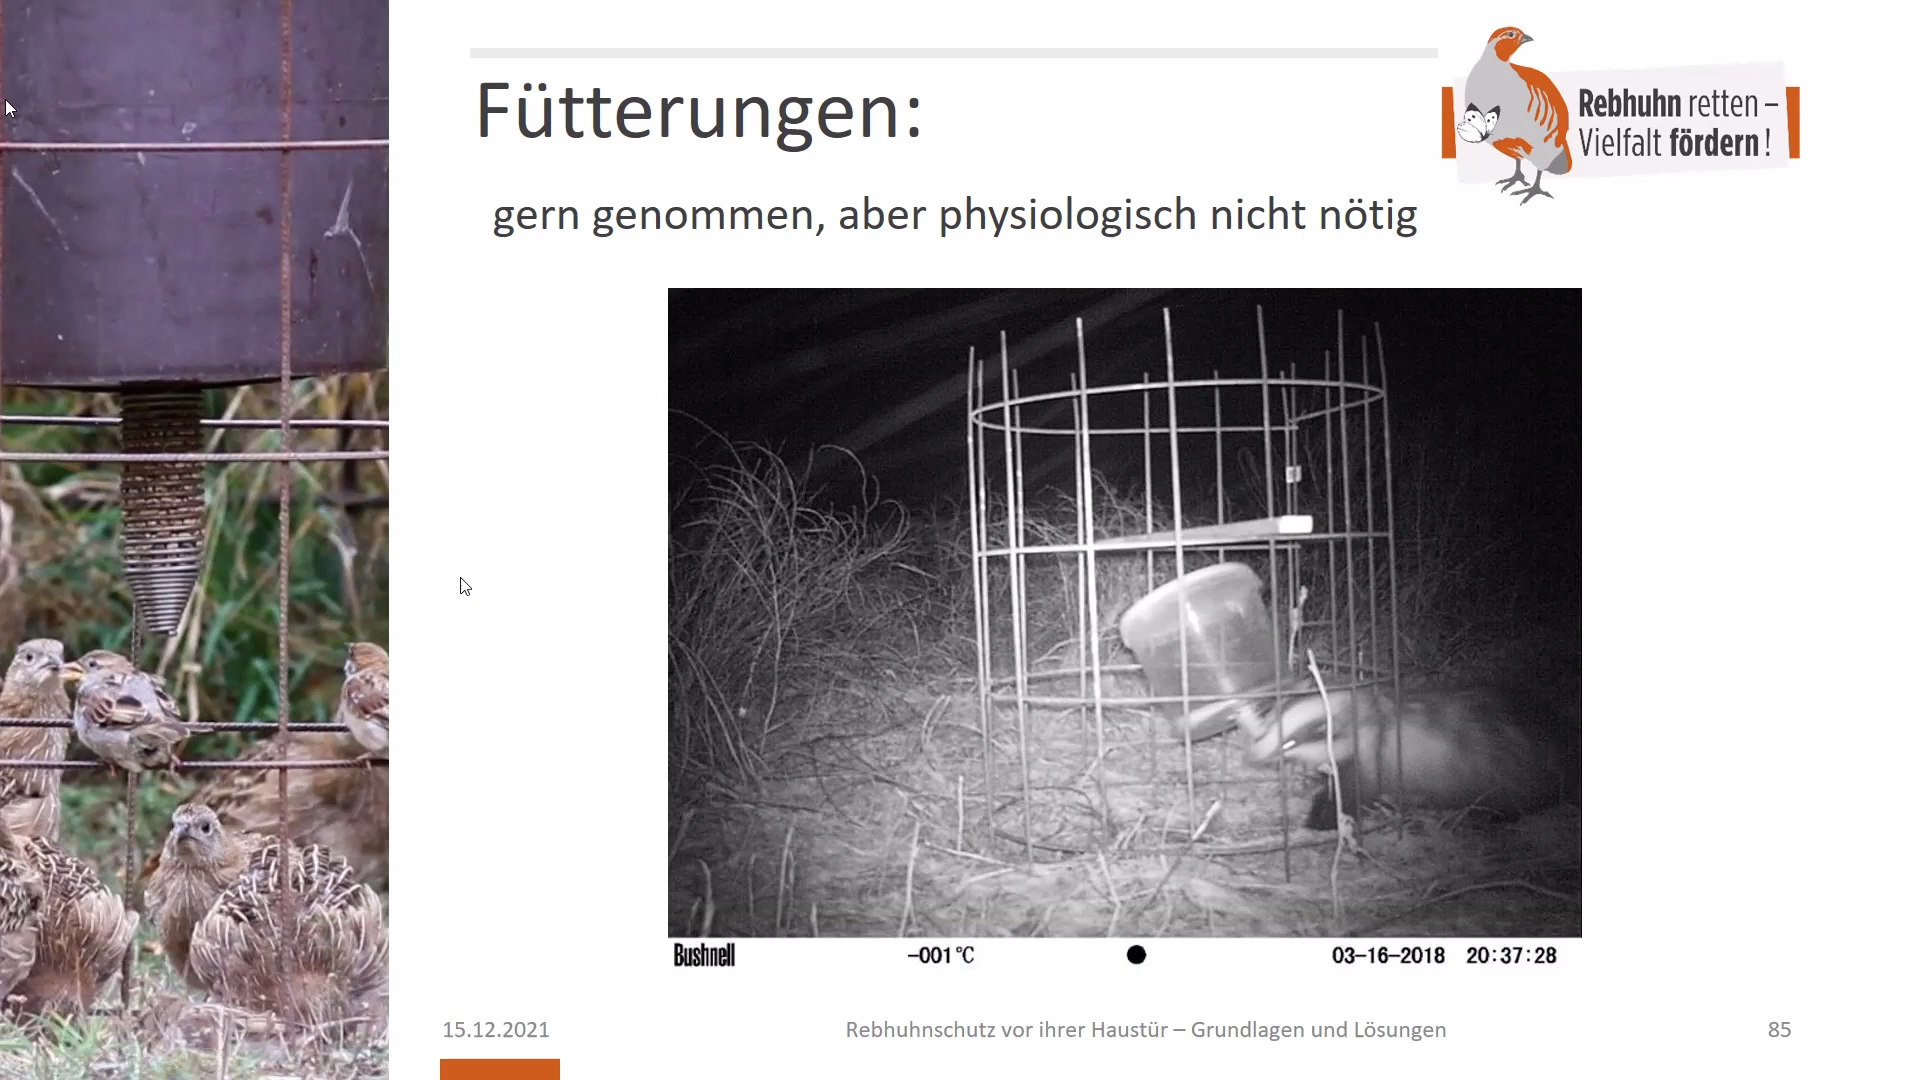 Fütterungen:
Rebhuhn retten –
Vielfalt fördern!
gern genommen, aber physiologisch nicht nötig
Bushnell -001°C 03-16-2018 20:37:28
15.12.2021 Rebhuhnschutz vor ihrer Haustür – Grundlagen und Lösungen 85